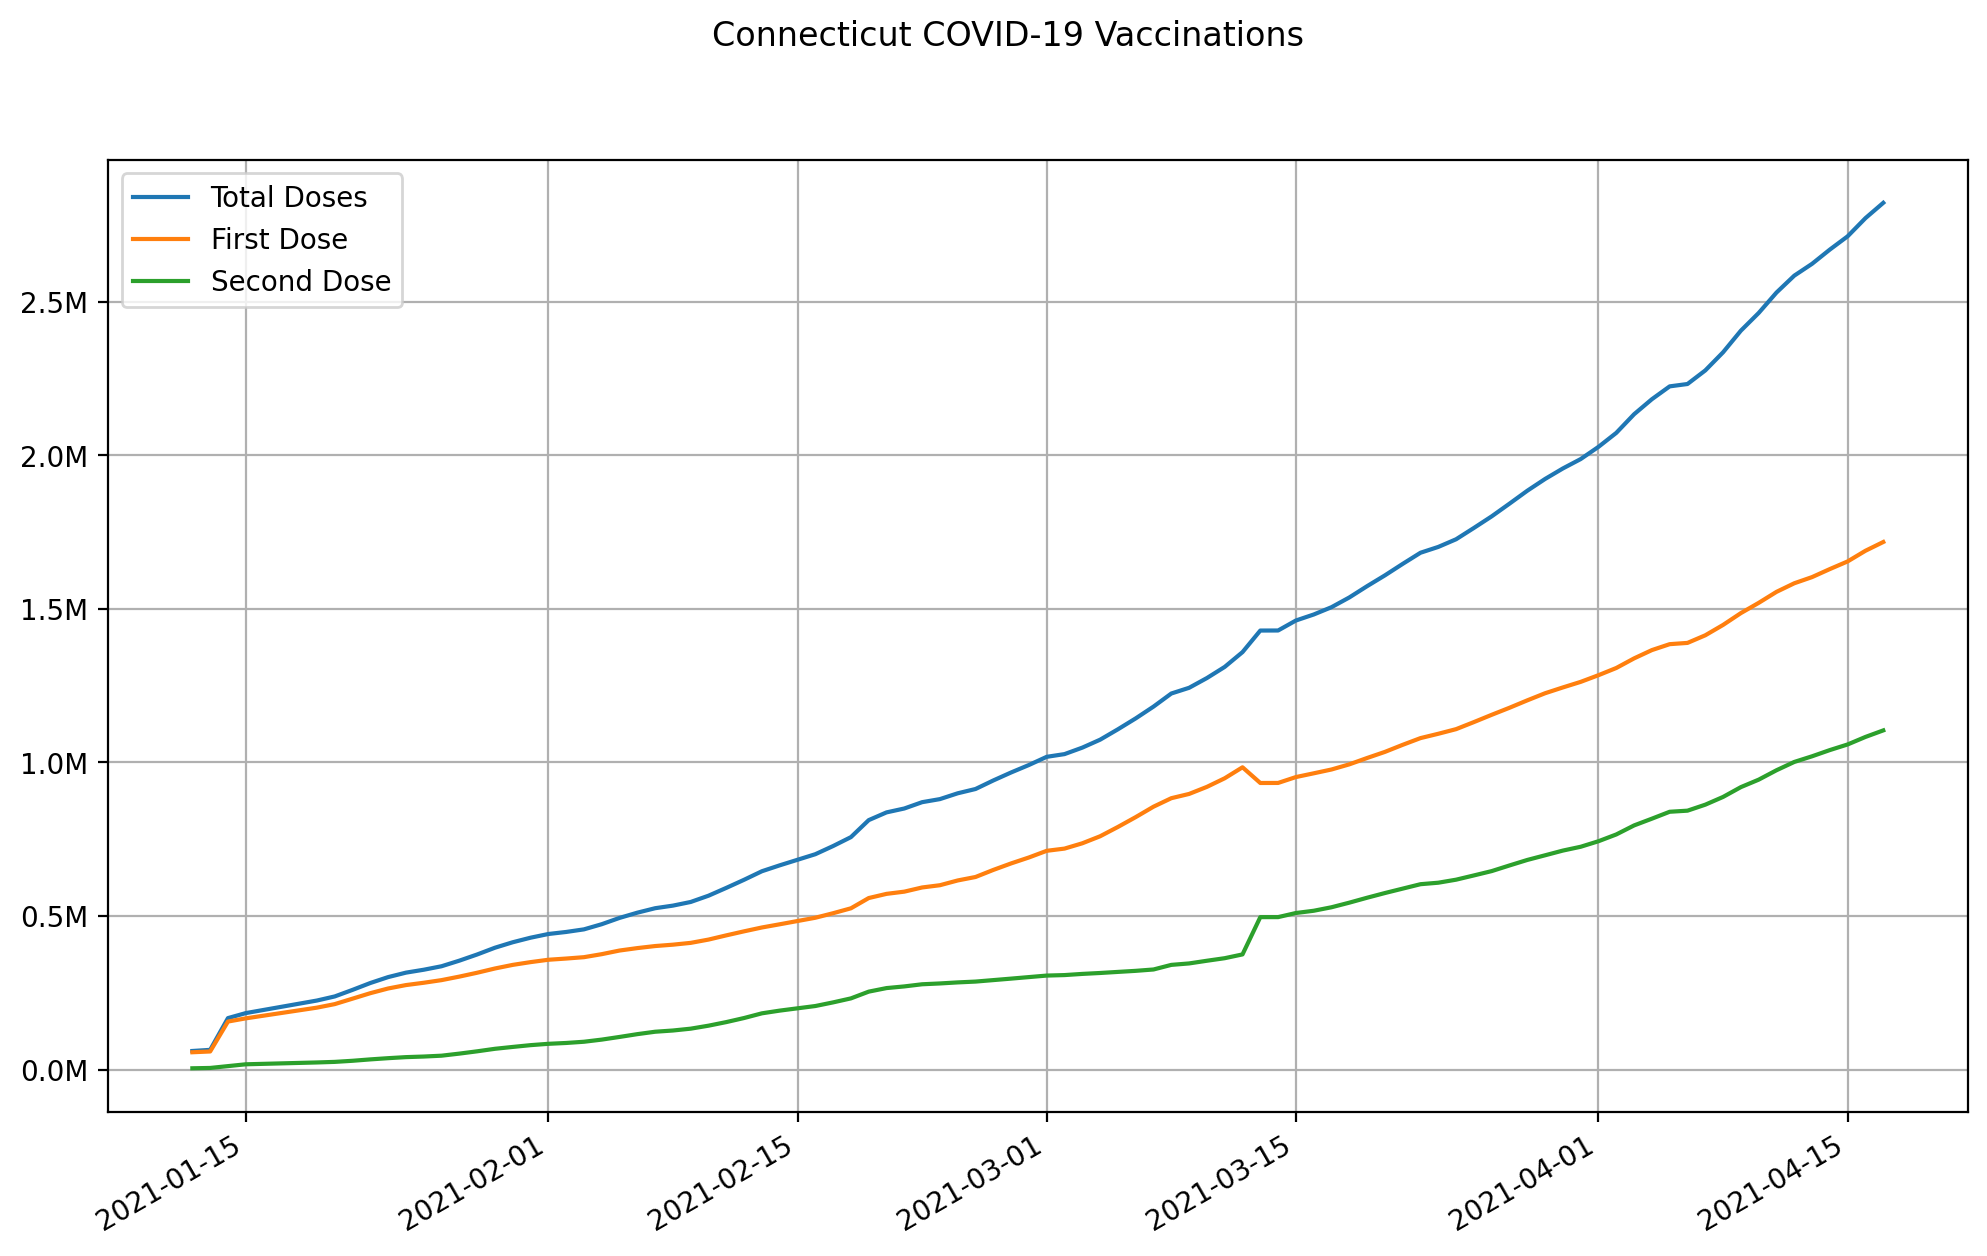 Connecticut COVID-19 Vaccinations
Total Doses
First Dose
Second Dose
2.5M
2.0M
1.5M
1.0M
0.5M
0.0M
2021-01-15
2021-02-01
2021-02-15
2021-03-01
2021-03-15
2021-04-01
2021-04-15